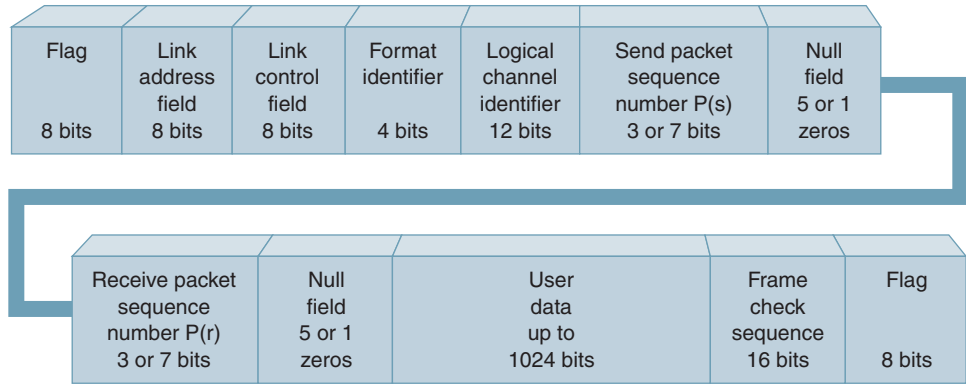 Flag
8 bits
Link
address
field
8 bits
Link
control
field
8 bits
Format
identifier
4 bits
Logical
channel
identifier
12 bits
Send packet
sequence
number P(s)
3 or 7 bits
Null
field
5 or 1
zeros
Receive packet
sequence
number P(r)
3 or 7 bits
Null
field
5 or 1
zeros
User
data
up to
1024 bits
Frame
check
sequence
16 bits
Flag
8 bits